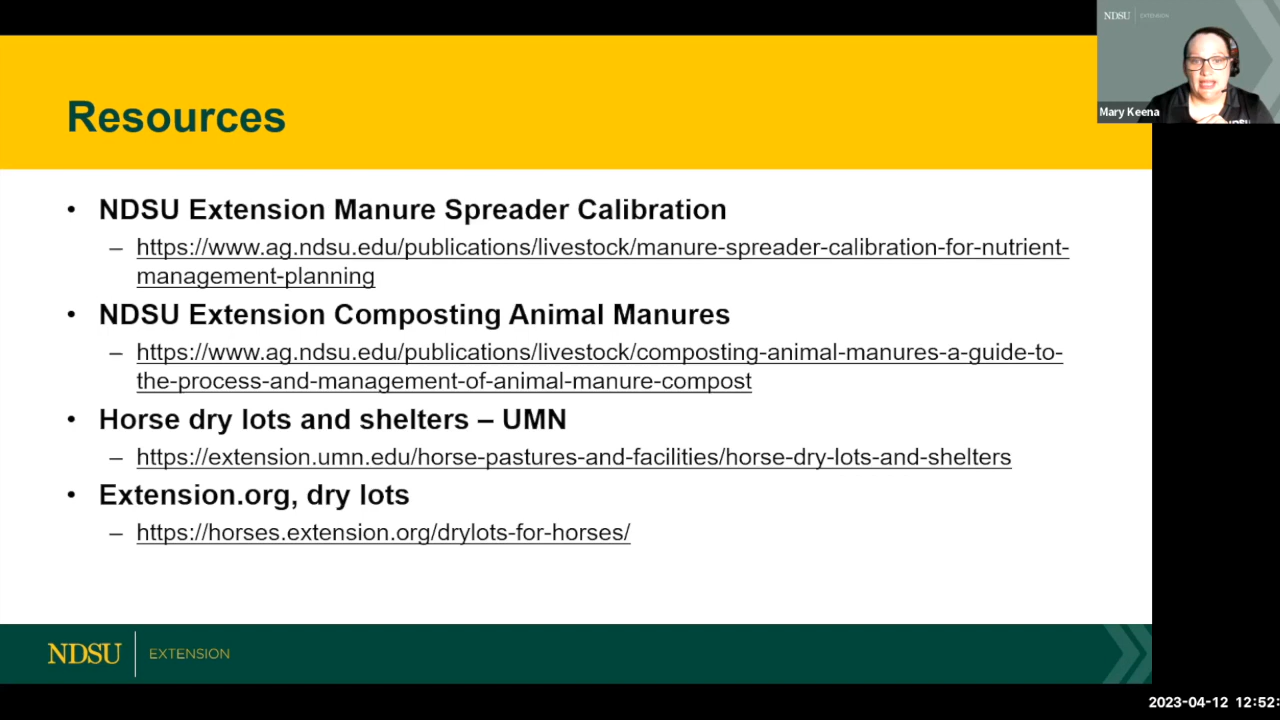 NDSU EXTENSION
Mary Keena
Resources
• NDSU Extension Manure Spreader Calibration
– https://www.ag.ndsu.edu/publications/livestock/manure-spreader-calibration-for-nutrient-
management-planning
• NDSU Extension Composting Animal Manures
– https://www.ag.ndsu.edu/publications/livestock/composting-animal-manures-a-guide-to-
the-process-and-management-of-animal-manure-compost
• Horse dry lots and shelters – UMN
– https://extension.umn.edu/horse-pastures-and-facilities/horse-dry-lots-and-shelters
• Extension.org, dry lots
– https://horses.extension.org/drylots-for-horses/
NDSU EXTENSION
2023-04-12 12:52: